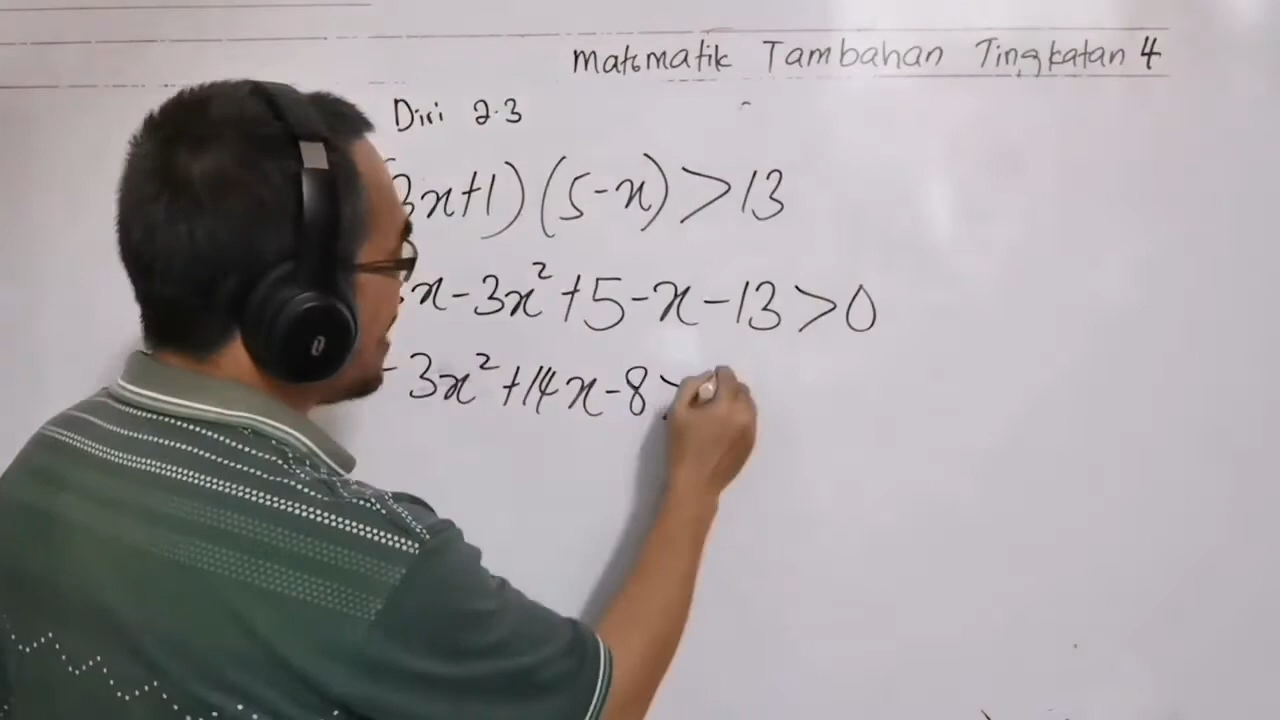 Matematik Tambahan Tingkatan 4
Diri 2.3
3x+1)(5-x)>13
x-3x²+5-x-13>0
-3x²+14x-8>